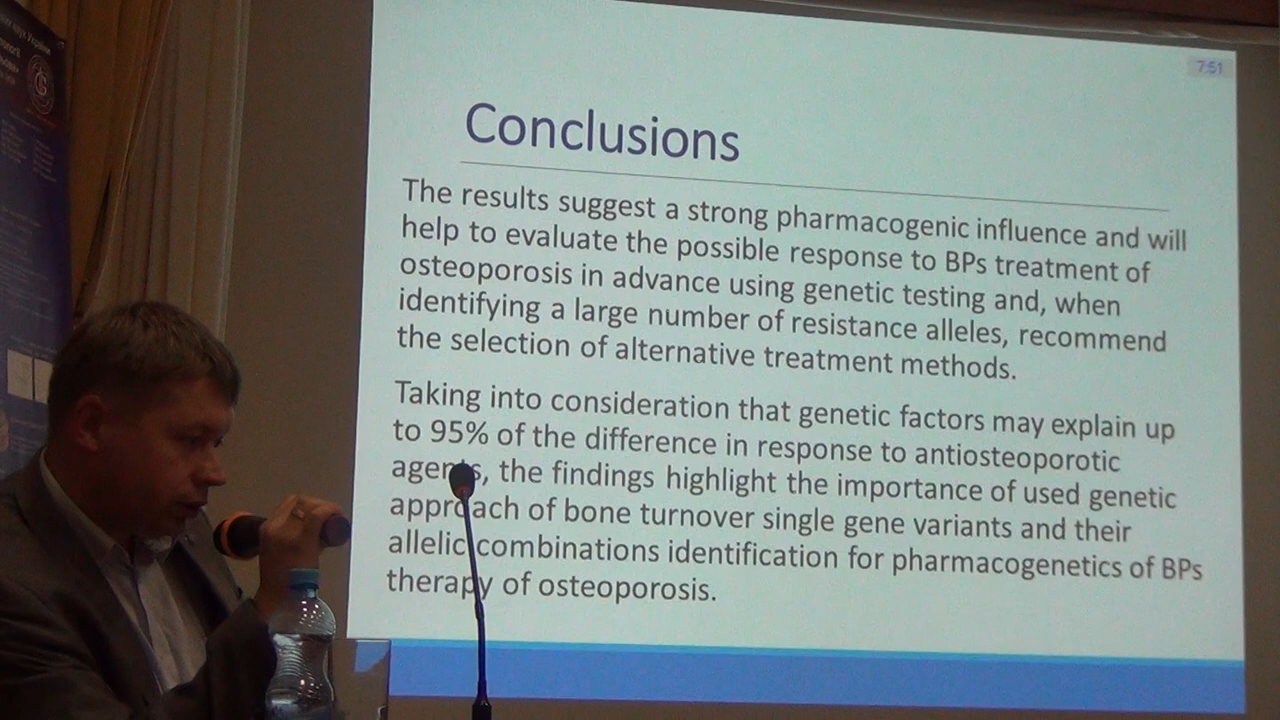 наук України
7:51
Conclusions
The results suggest a strong pharmacogenic influence and will
help to evaluate the possible response to BPs treatment of
osteoporosis in advance using genetic testing and, when
identifying a large number of resistance alleles, recommend
the selection of alternative treatment methods.
Taking into consideration that genetic factors may explain up
to 95% of the difference in response to antiosteoporotic
agents, the findings highlight the importance of used genetic
approach of bone turnover single gene variants and their
allelic combinations identification for pharmacogenetics of BPs
therapy of osteoporosis.